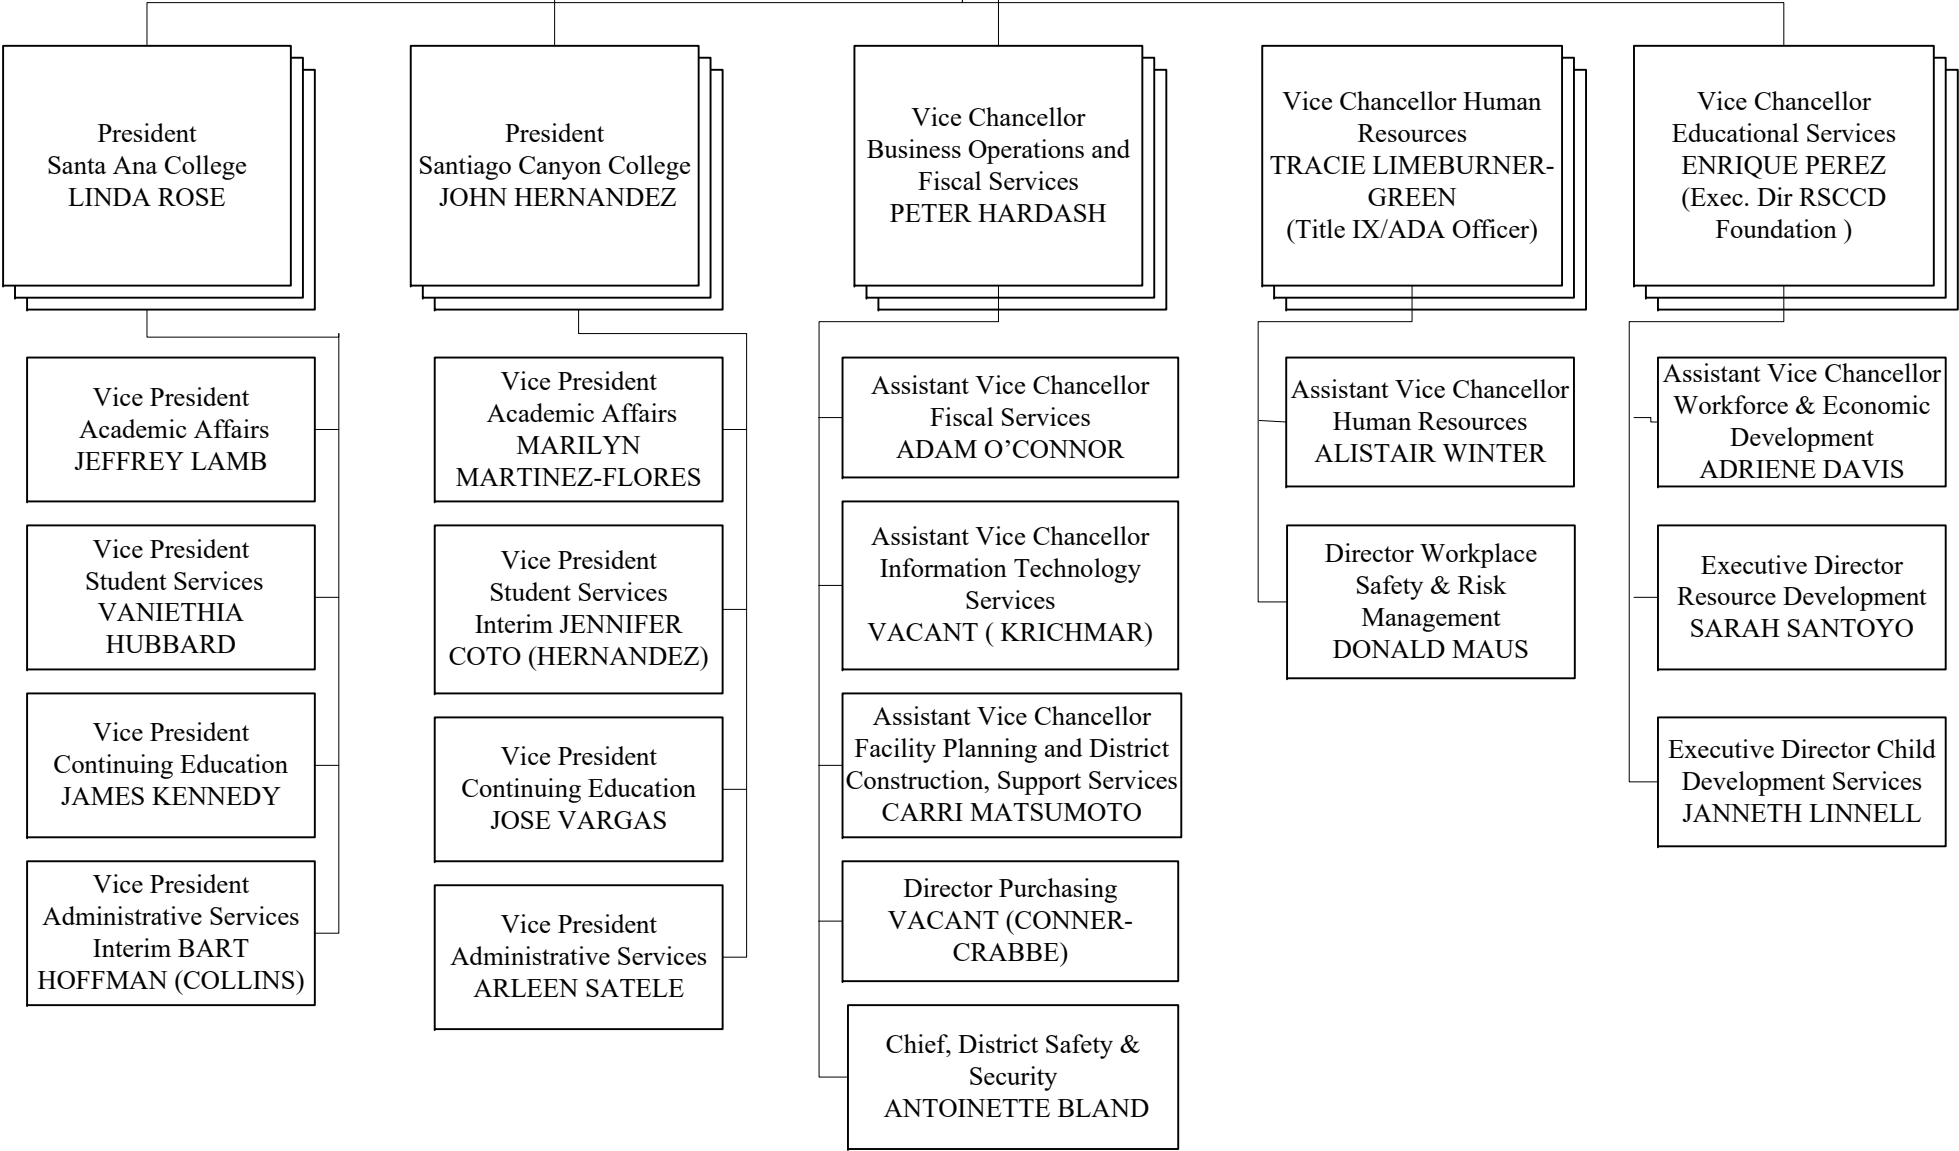 President
Santa Ana College
LINDA ROSE
President
Santiago Canyon College
JOHN HERNANDEZ
Vice Chancellor
Business Operations and
Fiscal Services
PETER HARDASH
Vice Chancellor Human
Resources
TRACIE LIMEBURNER-
GREEN
(Title IX/ADA Officer)
Vice Chancellor
Educational Services
ENRIQUE PEREZ
(Exec. Dir RSCCD
Foundation )
Vice President
Academic Affairs
JEFFREY LAMB
Vice President
Student Services
VANIETHIA
HUBBARD
Vice President
Continuing Education
JAMES KENNEDY
Vice President
Administrative Services
Interim BART
HOFFMAN (COLLINS)
Vice President
Academic Affairs
MARILYN
MARTINEZ-FLORES
Vice President
Student Services
Interim JENNIFER
COTO (HERNANDEZ)
Vice President
Continuing Education
JOSE VARGAS
Vice President
Administrative Services
ARLEEN SATELE
Assistant Vice Chancellor
Fiscal Services
ADAM O’CONNOR
Assistant Vice Chancellor
Information Technology
Services
VACANT ( KRICHMAR)
Assistant Vice Chancellor
Facility Planning and District
Construction, Support Services
CARRI MATSUMOTO
Director Purchasing
VACANT (CONNER-
CRABBE)
Chief, District Safety &
Security
ANTOINETTE BLAND
Assistant Vice Chancellor
Human Resources
ALISTAIR WINTER
Director Workplace
Safety & Risk
Management
DONALD MAUS
Assistant Vice Chancellor
Workforce & Economic
Development
ADRIENE DAVIS
Executive Director
Resource Development
SARAH SANTOYO
Executive Director Child
Development Services
JANNETH LINNELL